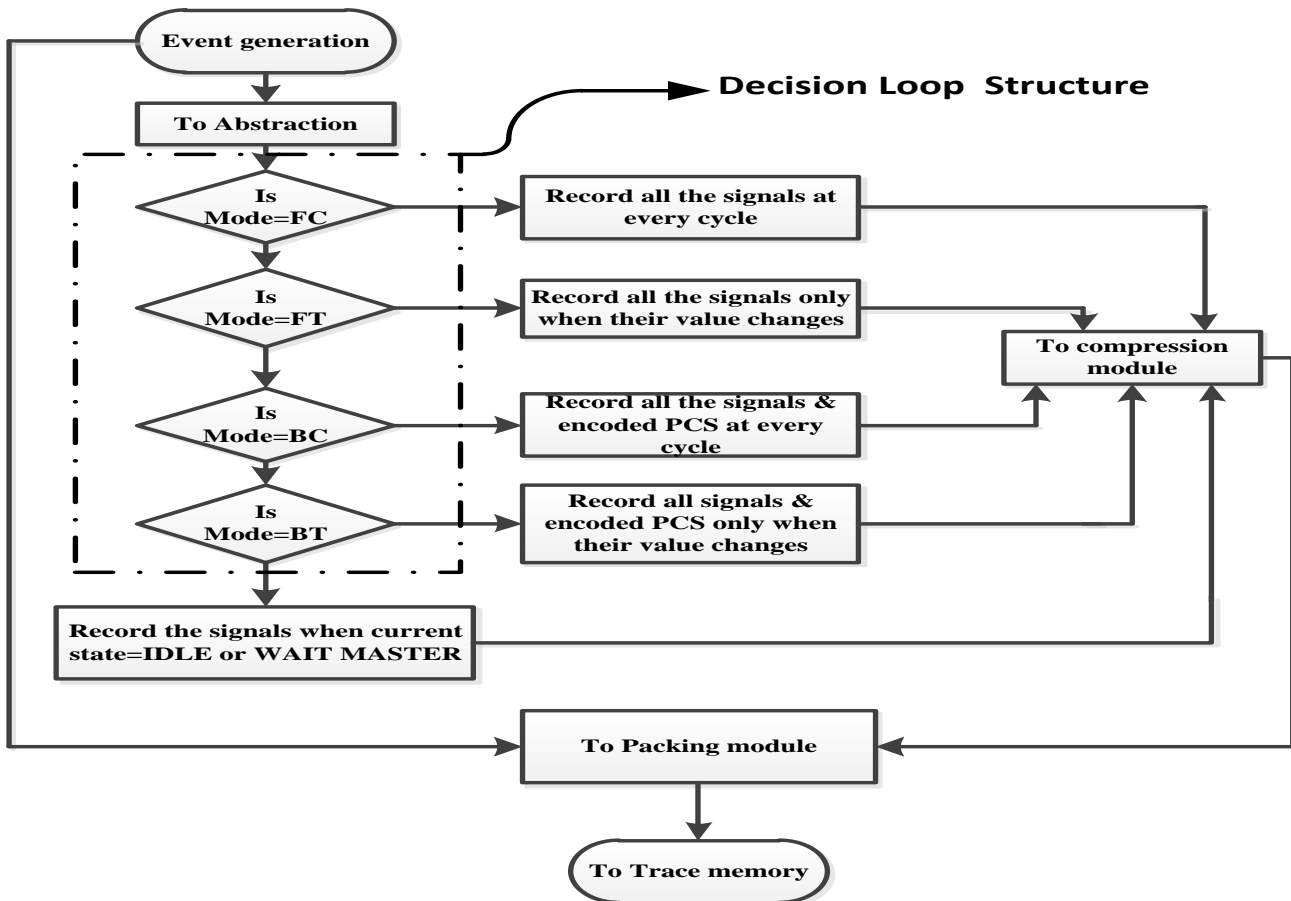 Event generation
Decision Loop Structure
To Abstraction
Is
Mode=FC
Record all the signals at
every cycle
Is
Mode=FT
Record all the signals only
when their value changes
To compression
module
Is
Mode=BC
Record all the signals &
encoded PCS at every
cycle
Is
Mode=BT
Record all signals &
encoded PCS only when
their value changes
Record the signals when current
state=IDLE or WAIT MASTER
To Packing module
To Trace memory